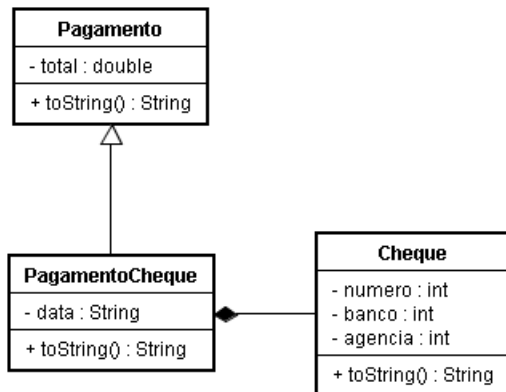 Pagamento
- total : double
+ toString() : String
PagamentoCheque
- data : String
+ toString() : String
Cheque
- numero : int
- banco : int
- agencia : int
+ toString() : String